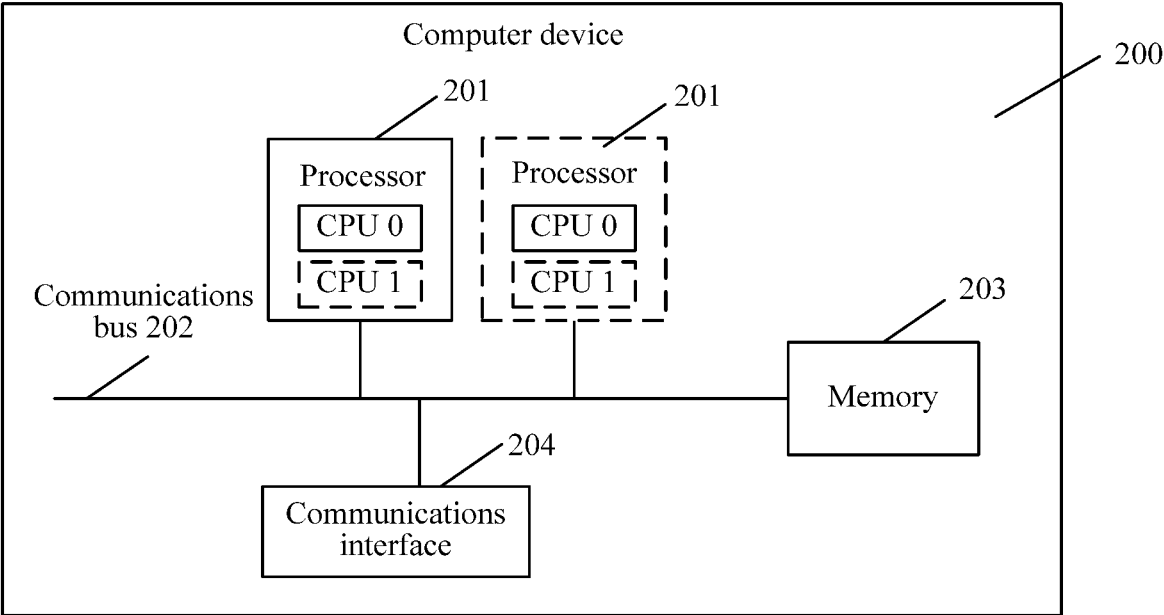 Computer device
200
201
201
Processor
Processor
CPU 0
CPU 0
CPU 1
CPU 1
Communications
bus 202
203
Memory
204
Communications
interface